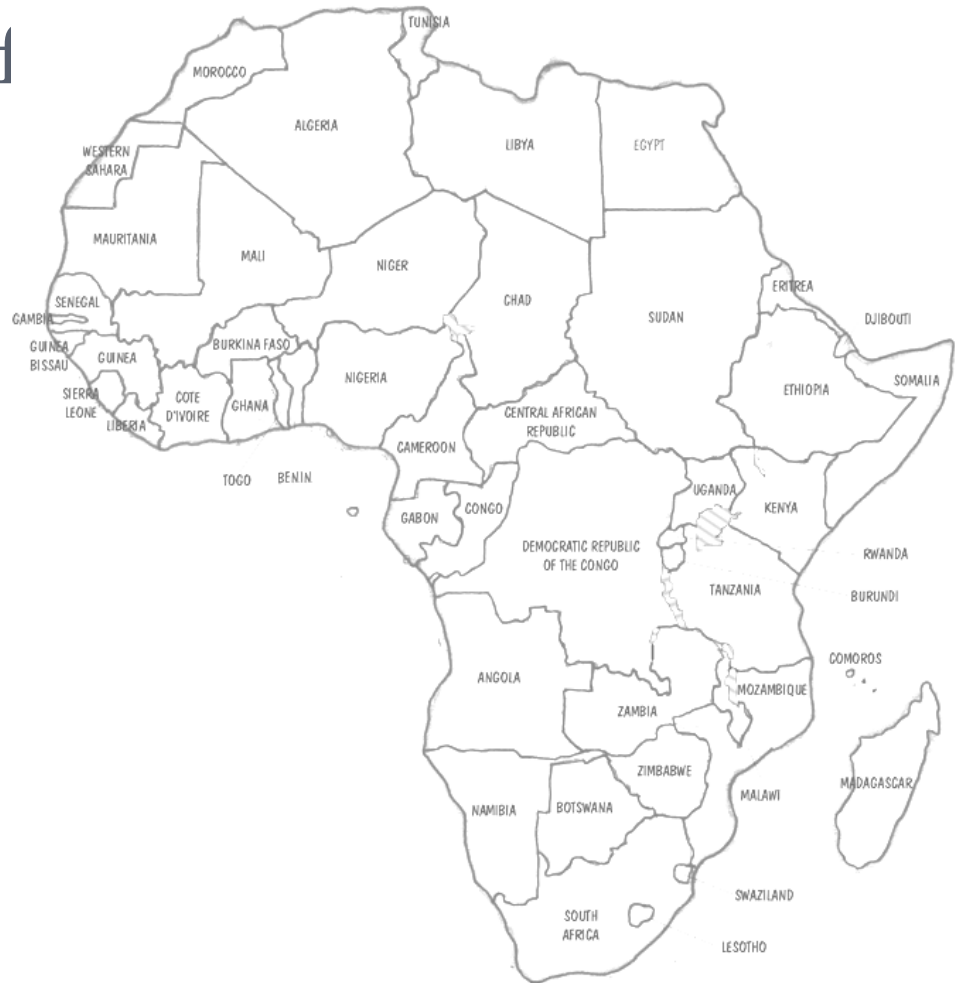 TUNISIA
MOROCCO
ALGERIA
LIBYA
EGYPT
WESTERN
SAHARA
MAURITANIA
MALI
NIGER
CHAD
SUDAN
ERITREA
DJIBOUTI
SENEGAL
GAMBIA
GUINEA
BISSAU
GUINEA
BURKINA FASO
NIGERIA
ETHIOPIA
SOMALIA
SIERRA
LEONE
LIBERIA
COTE
D'IVOIRE
GHANA
CENTRAL AFRICAN
REPUBLIC
CAMEROON
TOGO
BENIN
UGANDA
KENYA
GABON
CONGO
DEMOCRATIC REPUBLIC
OF THE CONGO
RWANDA
TANZANIA
BURUNDI
COMOROS
ANGOLA
MOZAMBIQUE
ZAMBIA
ZIMBABWE
MADAGASCAR
MALAWI
NAMIBIA
BOTSWANA
SWAZILAND
SOUTH
AFRICA
LESOTHO